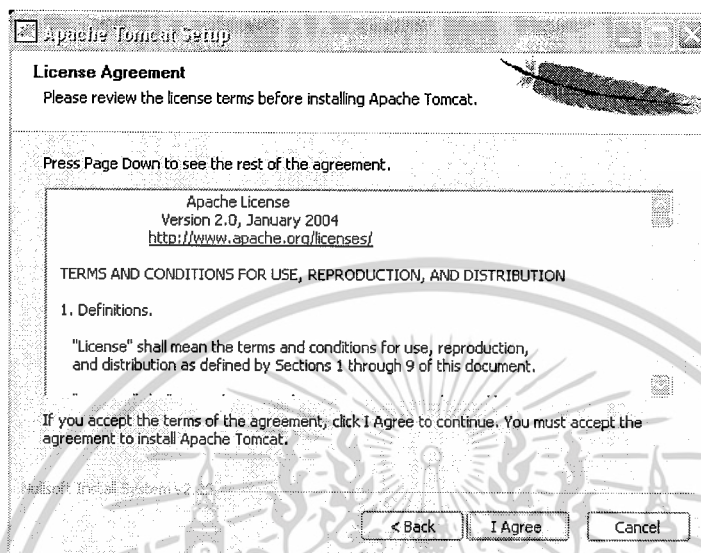 Apache Tomcat Setup
License Agreement
Please review the license terms before installing Apache Tomcat.
Press Page Down to see the rest of the agreement.
Apache License
Version 2.0, January 2004
http://www.apache.org/licenses/
TERMS AND CONDITIONS FOR USE, REPRODUCTION, AND DISTRIBUTION
1. Definitions.
"License" shall mean the terms and conditions for use, reproduction,
and distribution as defined by Sections 1 through 9 of this document.
If you accept the terms of the agreement, click I Agree to continue. You must accept the
agreement to install Apache Tomcat.
Nullsoft Install System
< Back
I Agree
Cancel